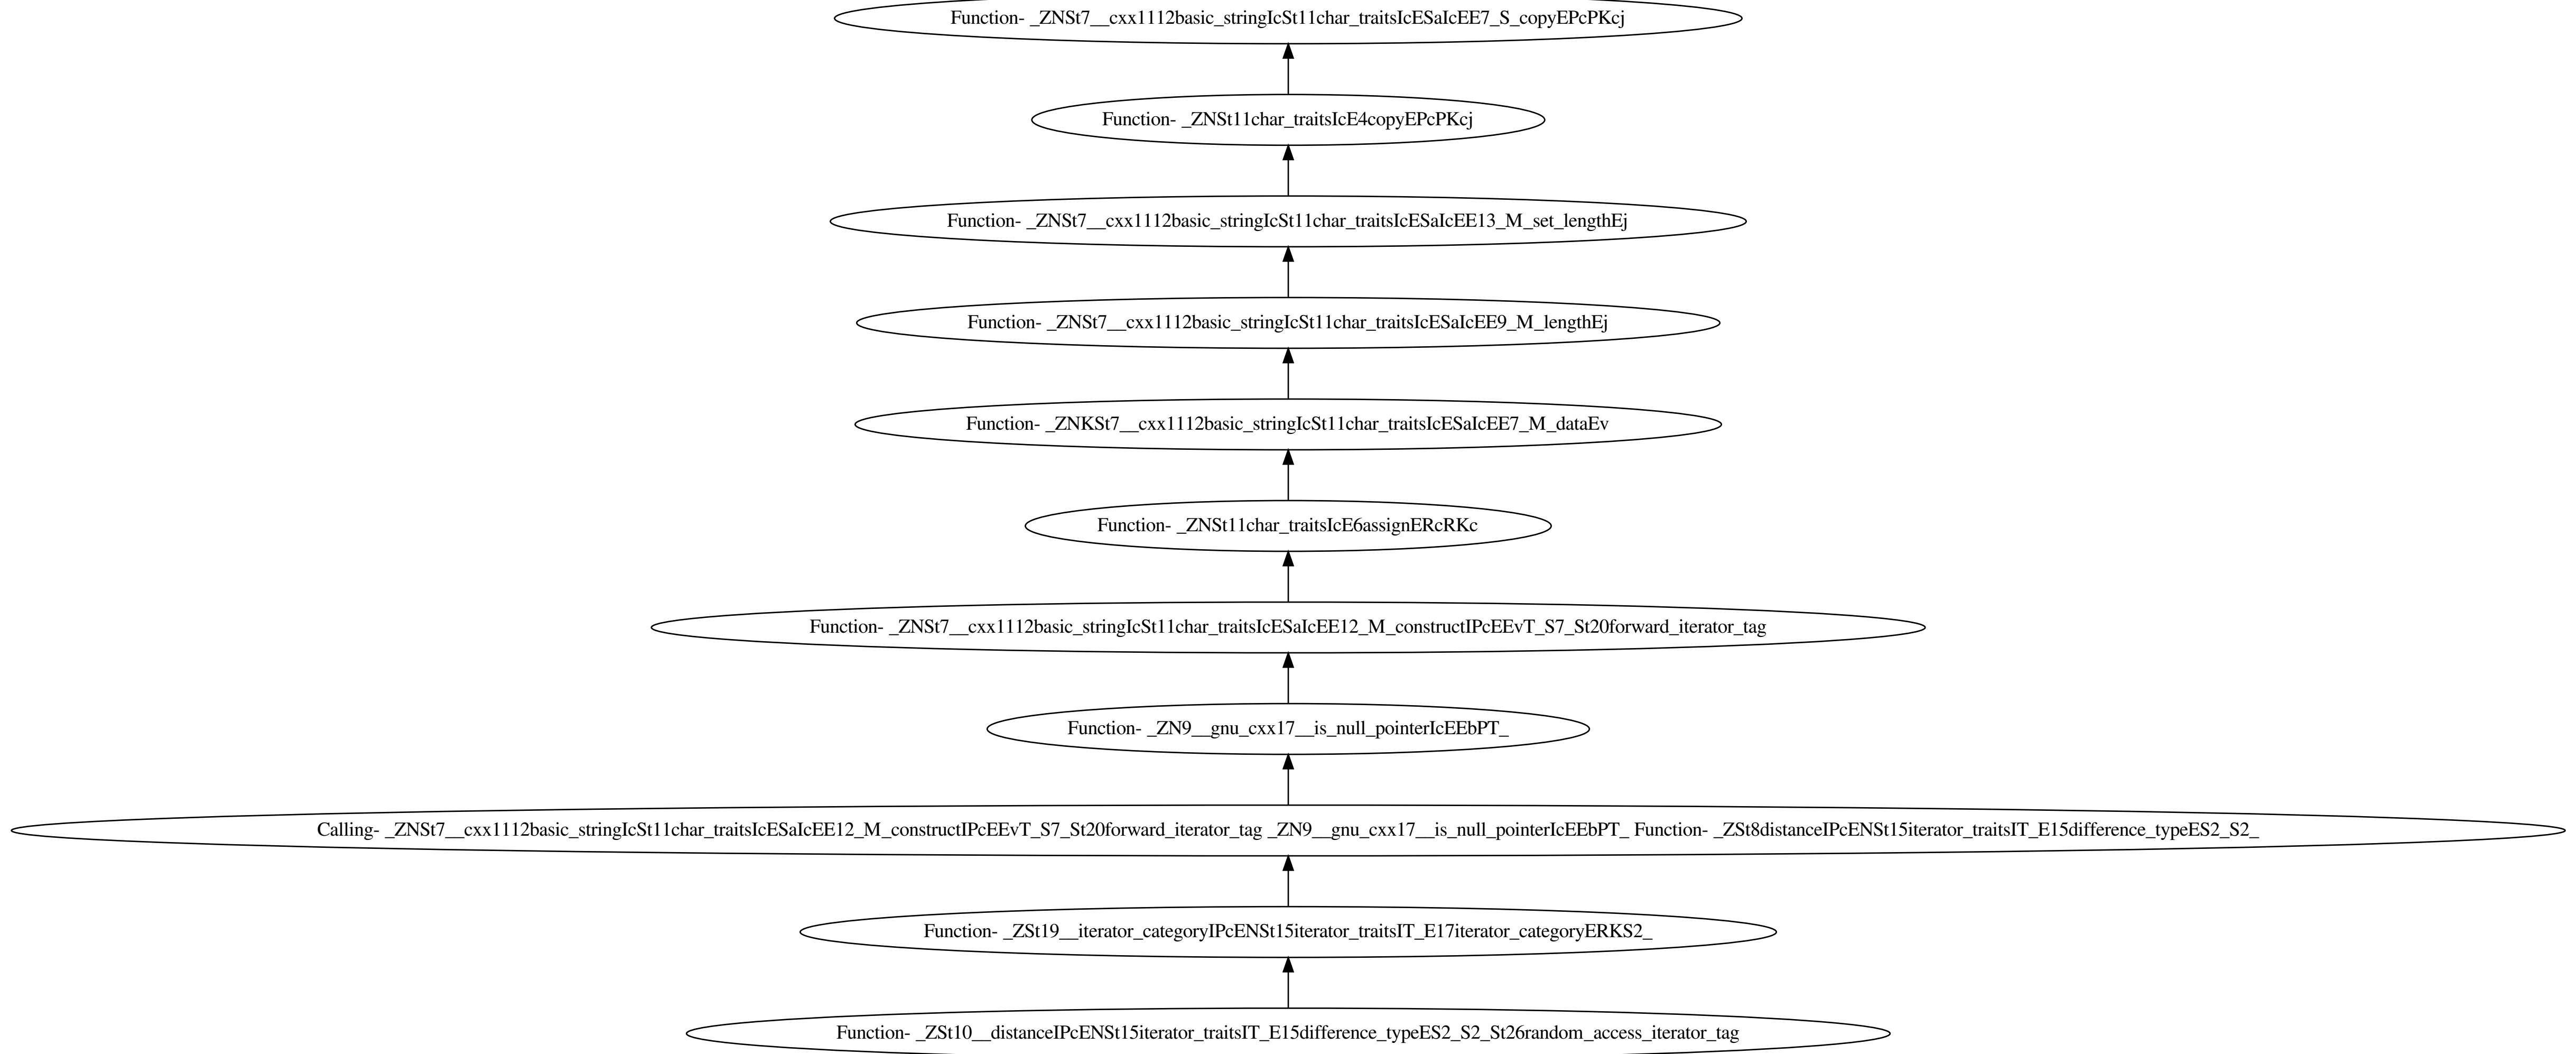 Function- _ZNSt7__cxx1112basic_stringIcSt11char_traitsIcESaIcEE7_S_copyEPcPKcj
Function- _ZNSt11char_traitsIcE4copyEPcPKcj
Function- _ZNSt7__cxx1112basic_stringIcSt11char_traitsIcESaIcEE13_M_set_lengthEj
Function- _ZNSt7__cxx1112basic_stringIcSt11char_traitsIcESaIcEE9_M_lengthEj
Function- _ZNKSt7__cxx1112basic_stringIcSt11char_traitsIcESaIcEE7_M_dataEv
Function- _ZNSt11char_traitsIcE6assignERcRKc
Function- _ZNSt7__cxx1112basic_stringIcSt11char_traitsIcESaIcEE12_M_constructIPcEEvT_S7_St20forward_iterator_tag
Function- _ZN9__gnu_cxx17__is_null_pointerIcEEbPT_
Calling- _ZNSt7__cxx1112basic_stringIcSt11char_traitsIcESaIcEE12_M_constructIPcEEvT_S7_St20forward_iterator_tag _ZN9__gnu_cxx17__is_null_pointerIcEEbPT_ Function- _ZSt8distanceIPcENSt15iterator_traitsIT_E15difference_typeES2_S2_
Function- _ZSt19__iterator_categoryIPcENSt15iterator_traitsIT_E17iterator_categoryERKS2_
Function- _ZSt10__distanceIPcENSt15iterator_traitsIT_E15difference_typeES2_S2_St26random_access_iterator_tag